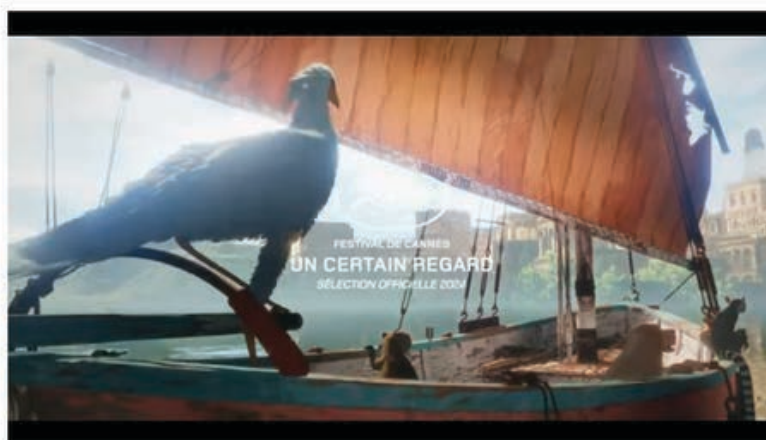 FESTIVAL DE CANNES
UN CERTAIN REGARD
SÉLECTION OFFICIELLE 2024